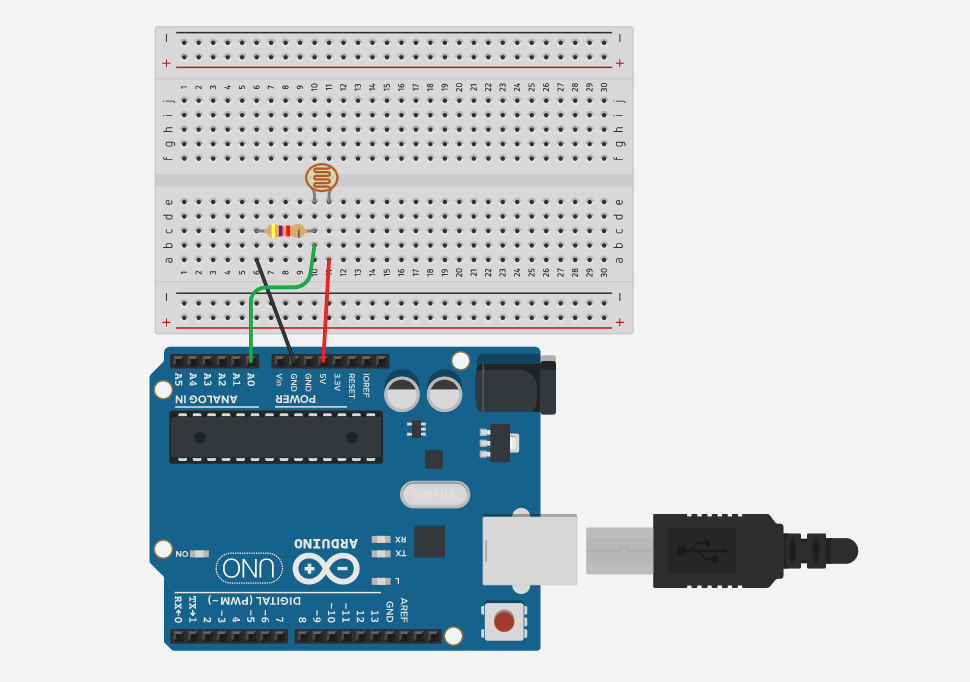 − −
+ +
1 2 3 4 5 6 7 8 9 10 11 12 13 14 15 16 17 18 19 20 21 22 23 24 25 26 27 28 29 30
j j
i i
h h
g g
f f
e e
d d
c c
b b
a a
1 2 3 4 5 6 7 8 9 10 11 12 13 14 15 16 17 18 19 20 21 22 23 24 25 26 27 28 29 30
− −
+ +
A5 A4 A3 A2 A1 A0 Vin GND GND 5V 3.3V RESET IOREF
ANALOG IN POWER
RX
ARDUINO
TX
ON
UNO
L
DIGITAL (PWM ~)
RX←0 TX→1 2 ~3 4 ~5 ~6 7 8 ~9 ~10 ~11 12 13 GND AREF